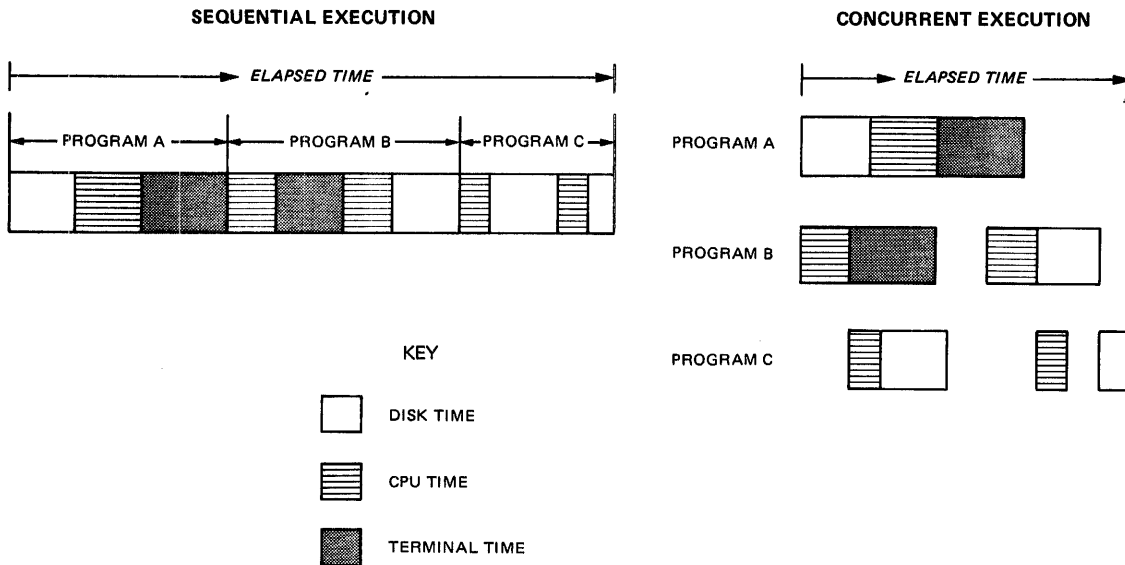 SEQUENTIAL EXECUTION
ELAPSED TIME
PROGRAM A
PROGRAM B
PROGRAM C
KEY
DISK TIME
CPU TIME
TERMINAL TIME
CONCURRENT EXECUTION
ELAPSED TIME
PROGRAM A
PROGRAM B
PROGRAM C